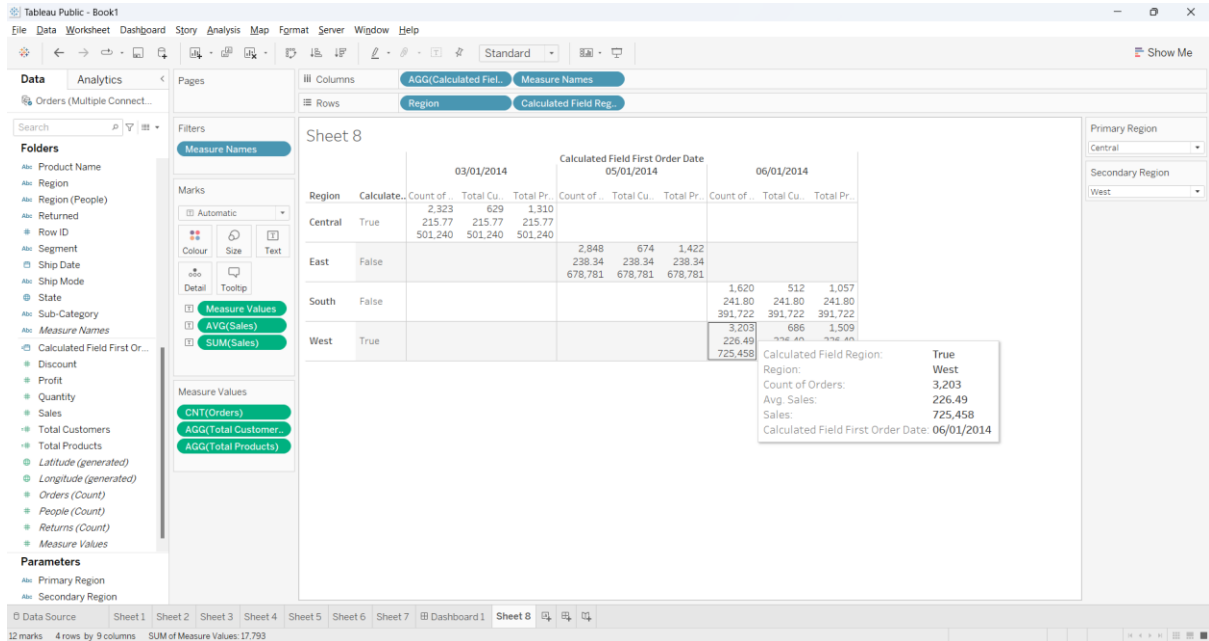 Tableau Public - Book1
File Data Worksheet Dashboard Story Analysis Map Format Server Window Help
Standard
Show Me
Data Analytics
Orders (Multiple Connect...
Search
Folders
Abc Product Name
Abc Region
Abc Region (People)
Abc Returned
# Row ID
Abc Segment
Ship Date
Abc Ship Mode
State
Abc Sub-Category
Abc Measure Names
Calculated Field First Or...
# Discount
# Profit
# Quantity
# Sales
Total Customers
Total Products
Latitude (generated)
Longitude (generated)
# Orders (Count)
# People (Count)
# Returns (Count)
# Measure Values
Parameters
Abc Primary Region
Abc Secondary Region
Pages
Filters
Measure Names
Marks
Automatic
Colour Size Text
Detail Tooltip
Measure Values
AVG(Sales)
SUM(Sales)
Measure Values
CNT(Orders)
AGG(Total Customer..
AGG(Total Products)
Columns AGG(Calculated Fiel.. Measure Names
Rows Region Calculated Field Reg..
Sheet 8
Calculated Field First Order Date
03/01/2014 05/01/2014 06/01/2014
Region Calculate.. Count of .. Total Cu.. Total Pr.. Count of .. Total Cu.. Total Pr.. Count of .. Total Cu.. Total Pr..
2,323 629 1,310
Central True 215.77 215.77 215.77
501,240 501,240 501,240
2,848 674 1,422
East False 238.34 238.34 238.34
678,781 678,781 678,781
1,620 512 1,057
South False 241.80 241.80 241.80
391,722 391,722 391,722
3,203 686 1,509
West True 226.49 226.49 226.49
725,458
Calculated Field Region: True
Region: West
Count of Orders: 3,203
Avg. Sales: 226.49
Sales: 725,458
Calculated Field First Order Date: 06/01/2014
Primary Region
Central
Secondary Region
West
Data Source Sheet 1 Sheet 2 Sheet 3 Sheet 4 Sheet 5 Sheet 6 Sheet 7 Dashboard 1 Sheet 8
12 marks 4 rows by 9 columns SUM of Measure Values: 17,793